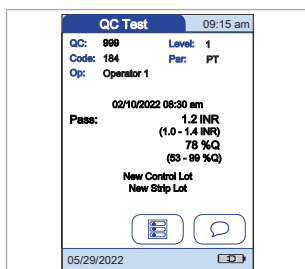 QC Test 09:15 am
QC: 999 Level: 1
Code: 184 Par: PT
Op: Operator 1
02/10/2022 08:30 am
Pass: 1.2 INR
(1.0 - 1.4 INR)
78 %Q
(53 - 99 %Q)
New Control Lot
New Strip Lot
05/29/2022